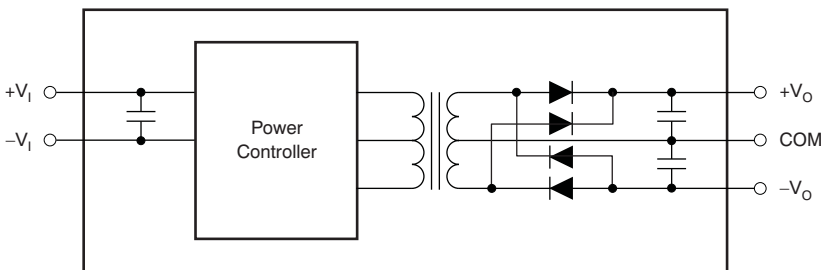 +VI
−VI
Power
Controller
+VO
COM
−VO